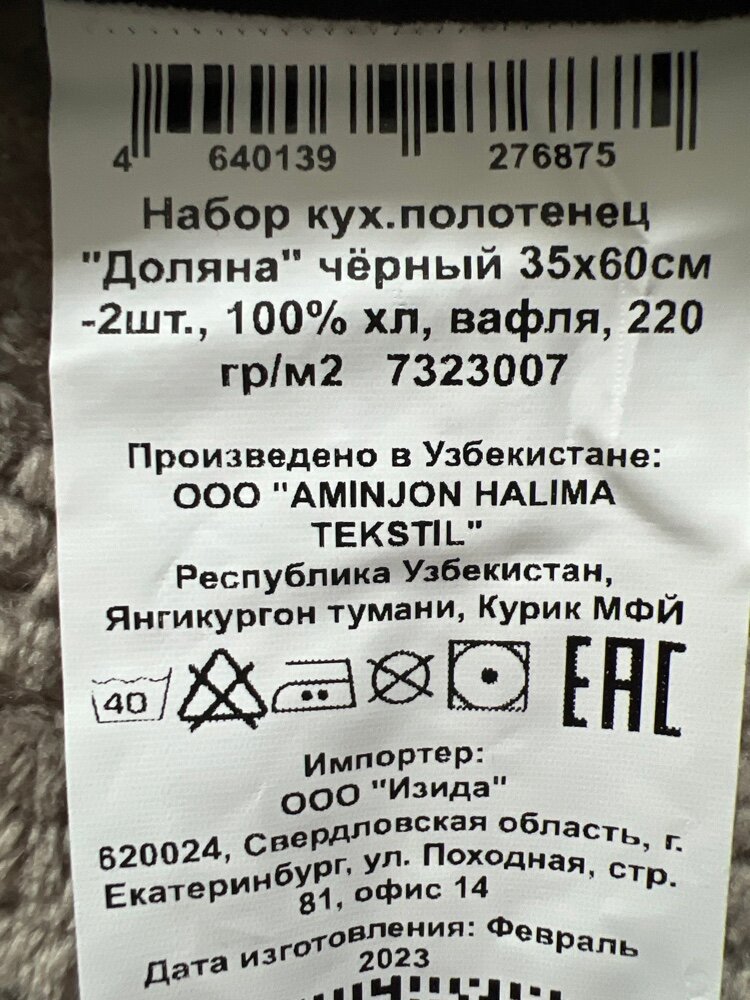 4 640139 276875
Набор кух.полотенец
"Доляна" чёрный 35х60см
-2шт., 100% хл, вафля, 220
гр/м2 7323007
Произведено в Узбекистане:
ООО "AMINJON HALIMA
TEKSTIL"
Республика Узбекистан,
Янгикургон тумани, Курик МФЙ
40 EAC
Импортер:
ООО "Изида"
620024, Свердловская область, г.
Екатеринбург, ул. Походная, стр.
81, офис 14
Дата изготовления: Февраль
2023